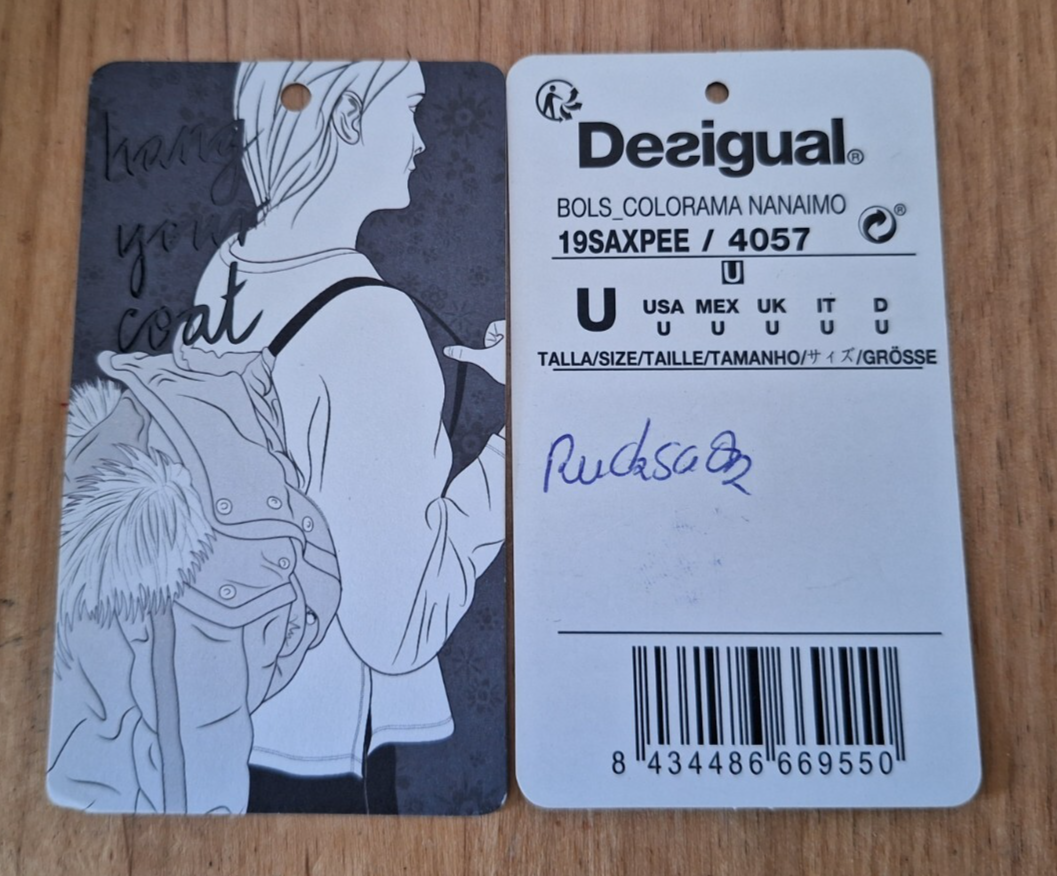 hang
your
coat
Desigual®
BOLS_COLORAMA NANAIMO
19SAXPEE / 4057
®
U
U USA MEX UK IT D
U U U U U
TALLA/SIZE/TAILLE/TAMANHO/サイズ/GRÖSSE
Rucksack
8 434486 669550